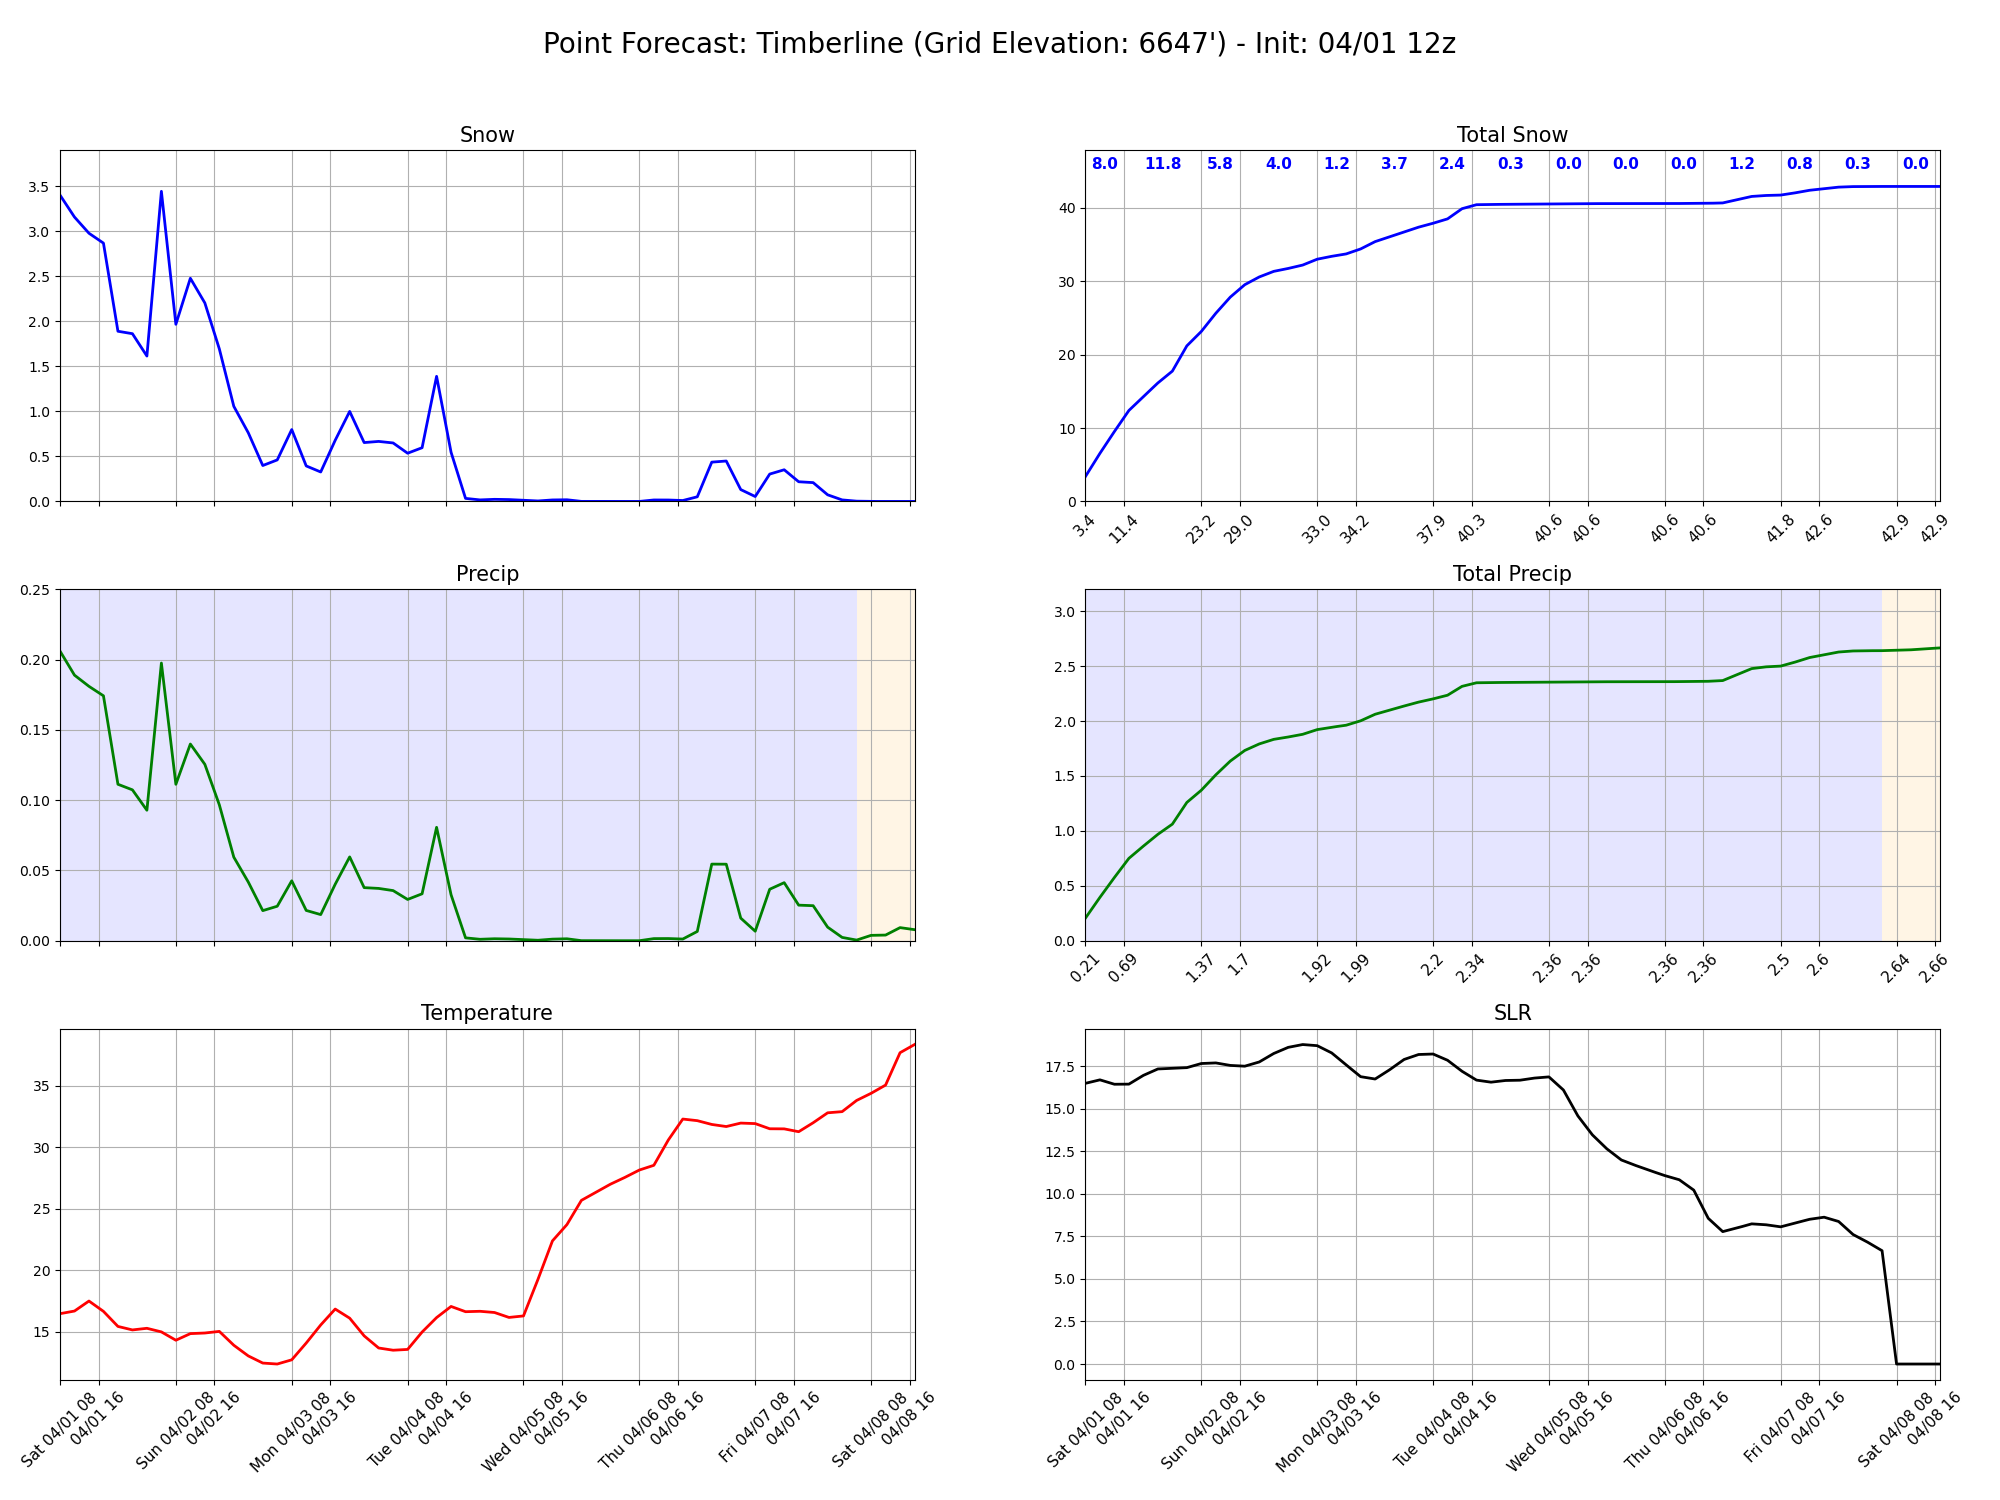 Point Forecast: Timberline (Grid Elevation: 6647') - Init: 04/01 12z
Snow
3.5
3.0
2.5
2.0
1.5
1.0
0.5
0.0
Total Snow
8.0 11.8 5.8 4.0 1.2 3.7 2.4 0.3 0.0 0.0 0.0 1.2 0.8 0.3 0.0
40
30
20
10
0
3.4 11.4 23.2 29.0 33.0 34.2 37.9 40.3 40.6 40.6 40.6 40.6 41.8 42.6 42.9 42.9
Precip
0.25
0.20
0.15
0.10
0.05
0.00
Total Precip
3.0
2.5
2.0
1.5
1.0
0.5
0.0
0.21 0.69 1.37 1.7 1.92 1.99 2.2 2.34 2.36 2.36 2.36 2.36 2.5 2.6 2.64 2.66
Temperature
35
30
25
20
15
Sat 04/01 08
04/01 16
Sun 04/02 08
04/02 16
Mon 04/03 08
04/03 16
Tue 04/04 08
04/04 16
Wed 04/05 08
04/05 16
Thu 04/06 08
04/06 16
Fri 04/07 08
04/07 16
Sat 04/08 08
04/08 16
SLR
17.5
15.0
12.5
10.0
7.5
5.0
2.5
0.0
Sat 04/01 08
04/01 16
Sun 04/02 08
04/02 16
Mon 04/03 08
04/03 16
Tue 04/04 08
04/04 16
Wed 04/05 08
04/05 16
Thu 04/06 08
04/06 16
Fri 04/07 08
04/07 16
Sat 04/08 08
04/08 16